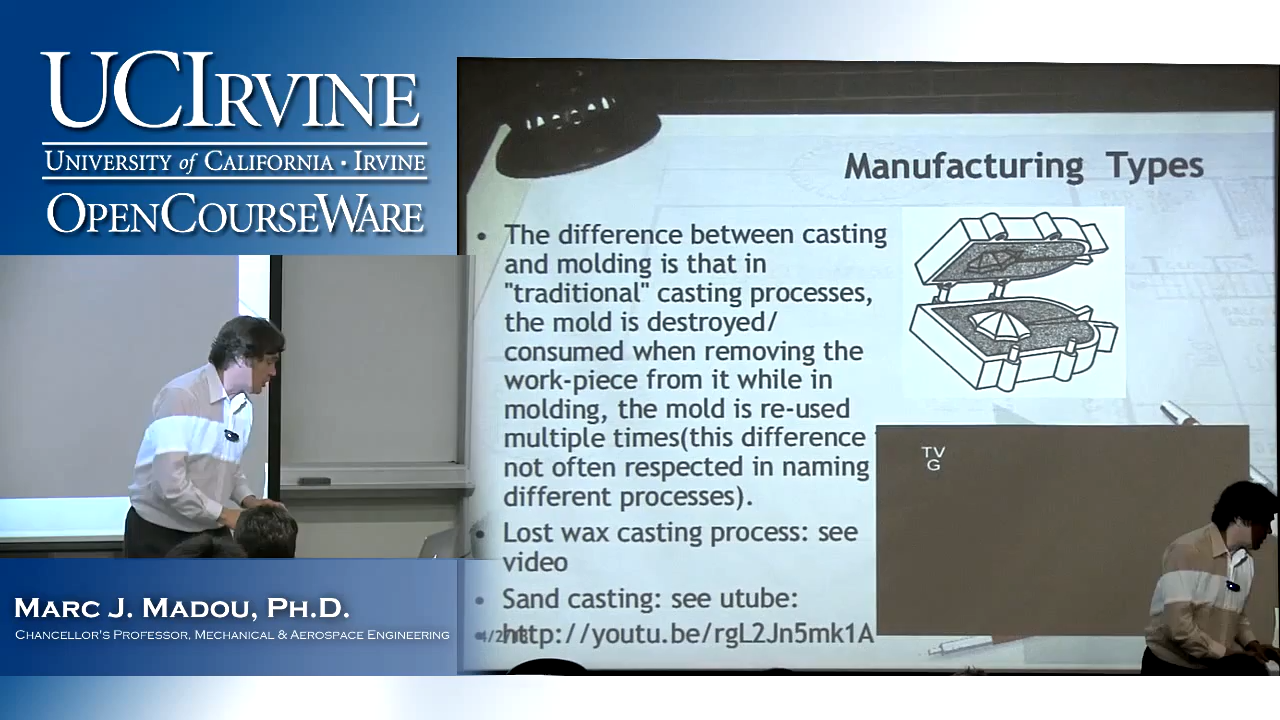 UCIRVINE
UNIVERSITY of CALIFORNIA · IRVINE
OPENCOURSEWARE
MARC J. MADOU, PH.D.
CHANCELLOR'S PROFESSOR, MECHANICAL & AEROSPACE ENGINEERING
Manufacturing Types
• The difference between casting
and molding is that in
"traditional" casting processes,
the mold is destroyed/
consumed when removing the
work-piece from it while in
molding, the mold is re-used
multiple times(this difference
not often respected in naming
different processes).
• Lost wax casting process: see
video
• Sand casting: see utube:
• http://youtu.be/rgL2Jn5mk1A
TV
G